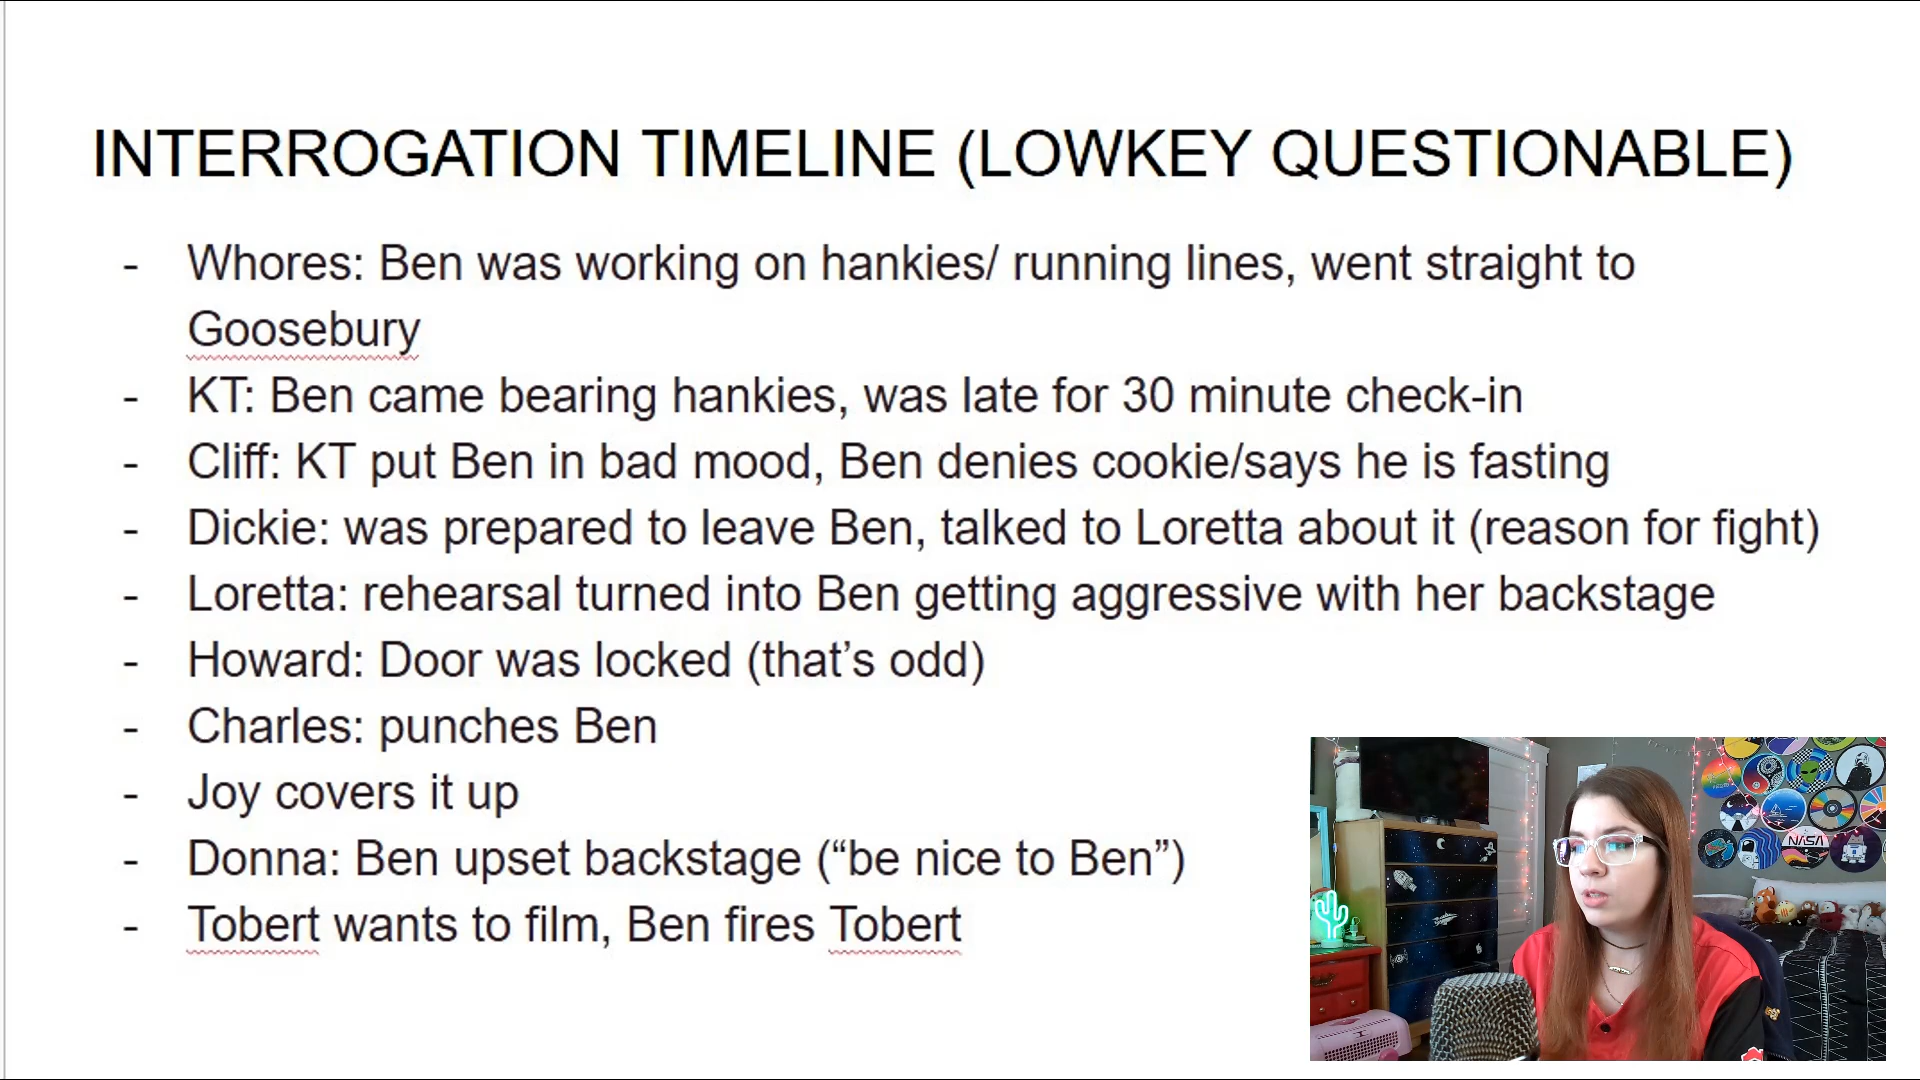 INTERROGATION TIMELINE (LOWKEY QUESTIONABLE)
- Whores: Ben was working on hankies/ running lines, went straight to
Goosebury
- KT: Ben came bearing hankies, was late for 30 minute check-in
- Cliff: KT put Ben in bad mood, Ben denies cookie/says he is fasting
- Dickie: was prepared to leave Ben, talked to Loretta about it (reason for fight)
- Loretta: rehearsal turned into Ben getting aggressive with her backstage
- Howard: Door was locked (that’s odd)
- Charles: punches Ben
- Joy covers it up
- Donna: Ben upset backstage (“be nice to Ben”)
- Tobert wants to film, Ben fires Tobert
NASA